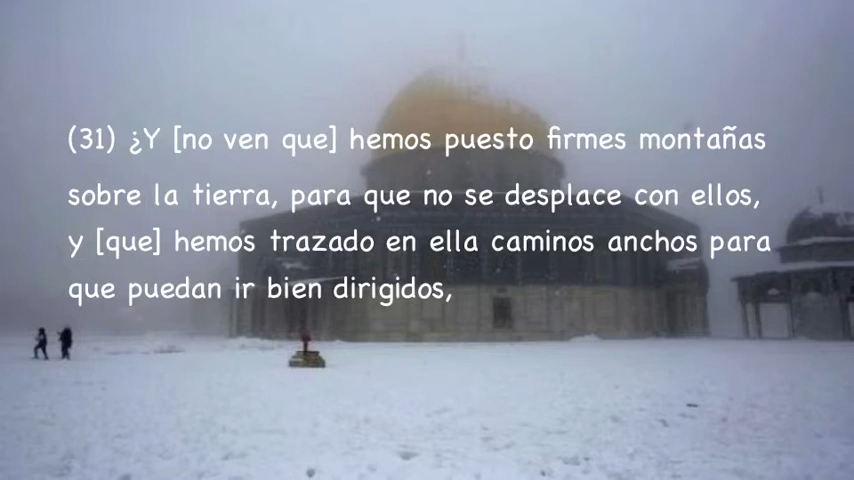 (31) ¿Y [no ven que] hemos puesto firmes montañas
sobre la tierra, para que no se desplace con ellos,
y [que] hemos trazado en ella caminos anchos para
que puedan ir bien dirigidos,